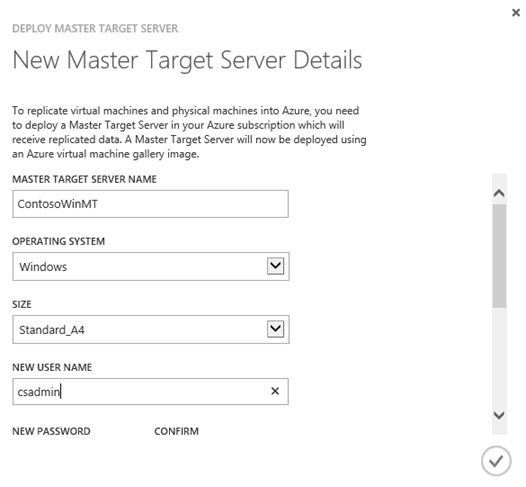 DEPLOY MASTER TARGET SERVER
New Master Target Server Details
To replicate virtual machines and physical machines into Azure, you need
to deploy a Master Target Server in your Azure subscription which will
receive replicated data. A Master Target Server will now be deployed using
an Azure virtual machine gallery image.
MASTER TARGET SERVER NAME
ContosoWinMT
OPERATING SYSTEM
Windows
SIZE
Standard_A4
NEW USER NAME
csadmin
NEW PASSWORD CONFIRM